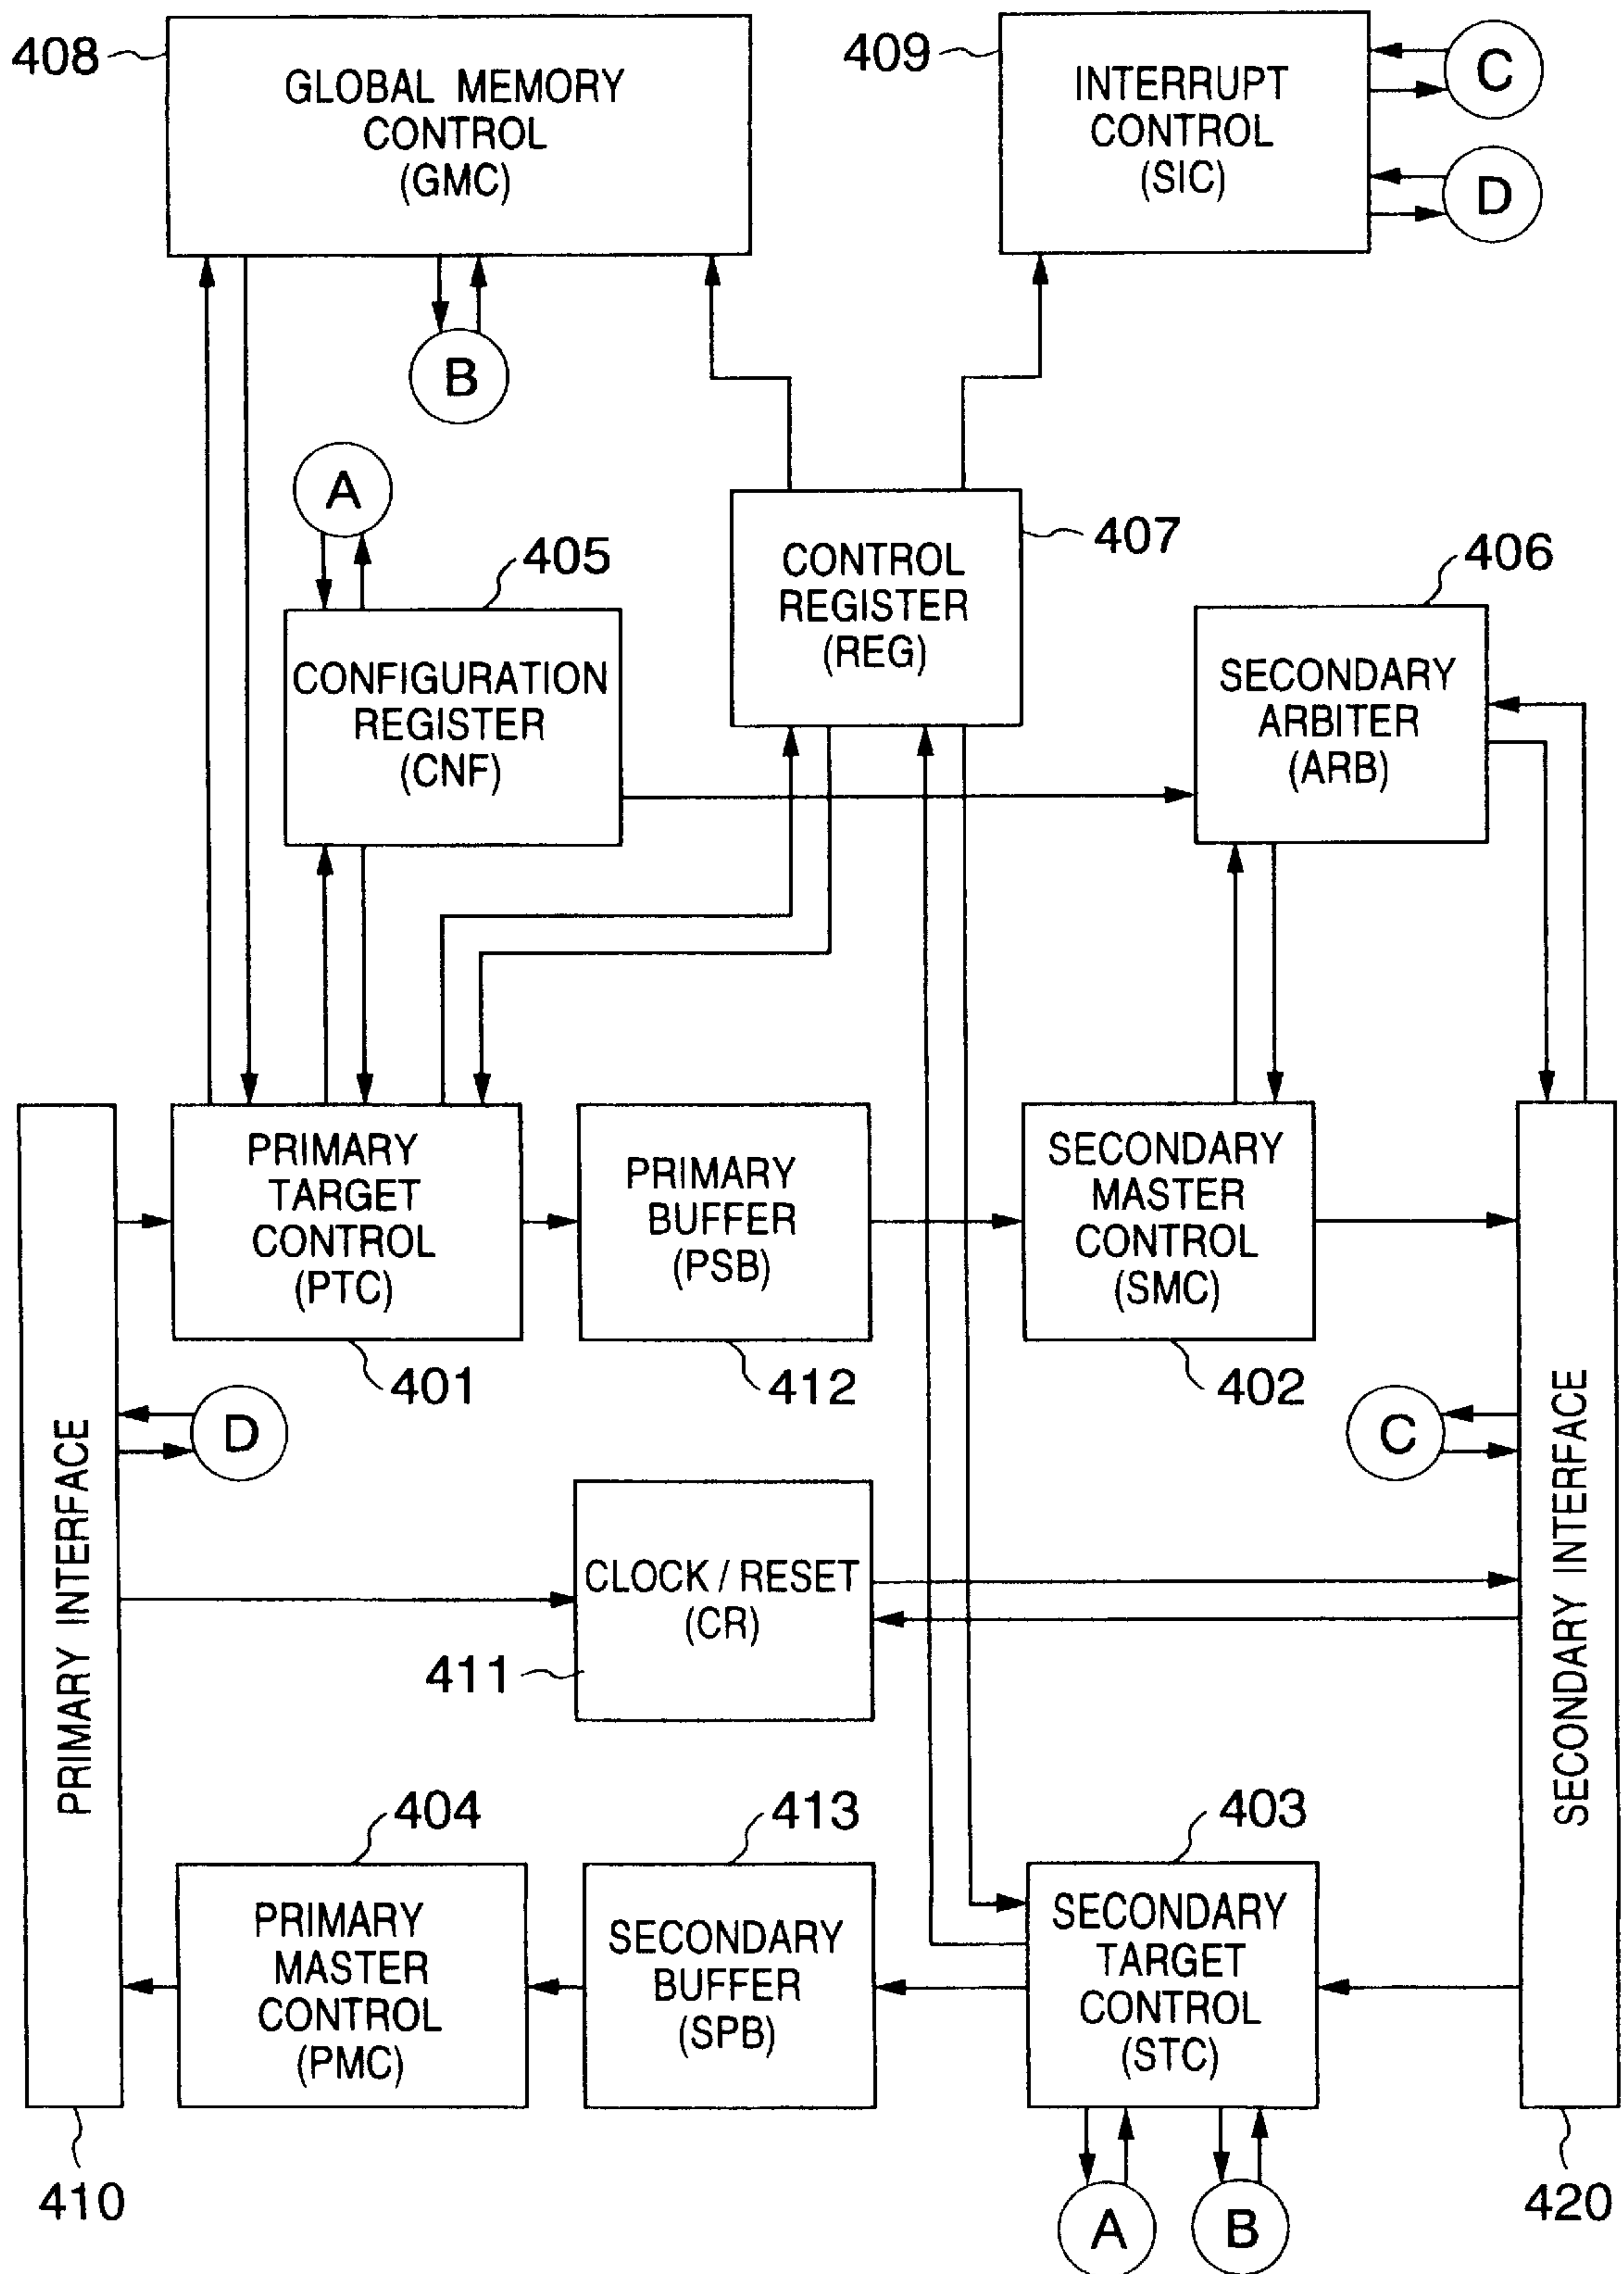 408
GLOBAL MEMORY
CONTROL
(GMC)
409
INTERRUPT
CONTROL
(SIC)
C
D
B
A
405
CONFIGURATION
REGISTER
(CNF)
407
CONTROL
REGISTER
(REG)
406
SECONDARY
ARBITER
(ARB)
PRIMARY INTERFACE
410
PRIMARY
TARGET
CONTROL
(PTC)
401
PRIMARY
BUFFER
(PSB)
412
SECONDARY
MASTER
CONTROL
(SMC)
402
D
C
CLOCK / RESET
(CR)
411
404
PRIMARY
MASTER
CONTROL
(PMC)
413
SECONDARY
BUFFER
(SPB)
403
SECONDARY
TARGET
CONTROL
(STC)
A
B
SECONDARY INTERFACE
420